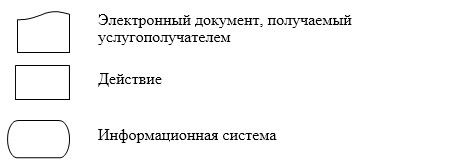 Электронный документ, получаемый
услугополучателем
Действие
Информационная система